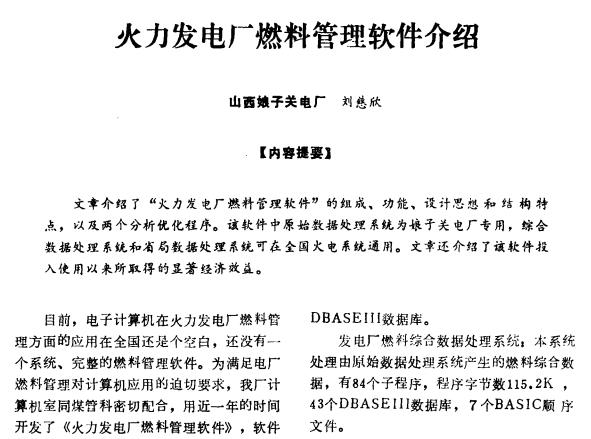 火力发电厂燃料管理软件介绍
山西娘子关电厂 刘慈欣
【内容提要】
文章介绍了“火力发电厂燃料管理软件”的组成、功能、设计思想和结构特
点，以及两个分析优化程序。该软件中原始数据处理系统为娘子关电厂专用，综合
数据处理系统和省局数据处理系统可在全国火电系统通用。文章还介绍了该软件投
入使用以来所取得的显著经济效益。
目前，电子计算机在火力发电厂燃料管
理方面的应用在全国还是个空白，还没有一
个系统、完整的燃料管理软件。为满足电厂
燃料管理对计算机应用的迫切要求，我厂计
算机室同煤管科密切配合，用近一年的时间
开发了《火力发电厂燃料管理软件》，软件
DBASEIII数据库。
发电厂燃料综合数据处理系统：本系统
处理由原始数据处理系统产生的燃料综合数
据，有84个子程序，程序字节数115.2K，
43个DBASEIII数据库，7个BASIC顺序
文件。